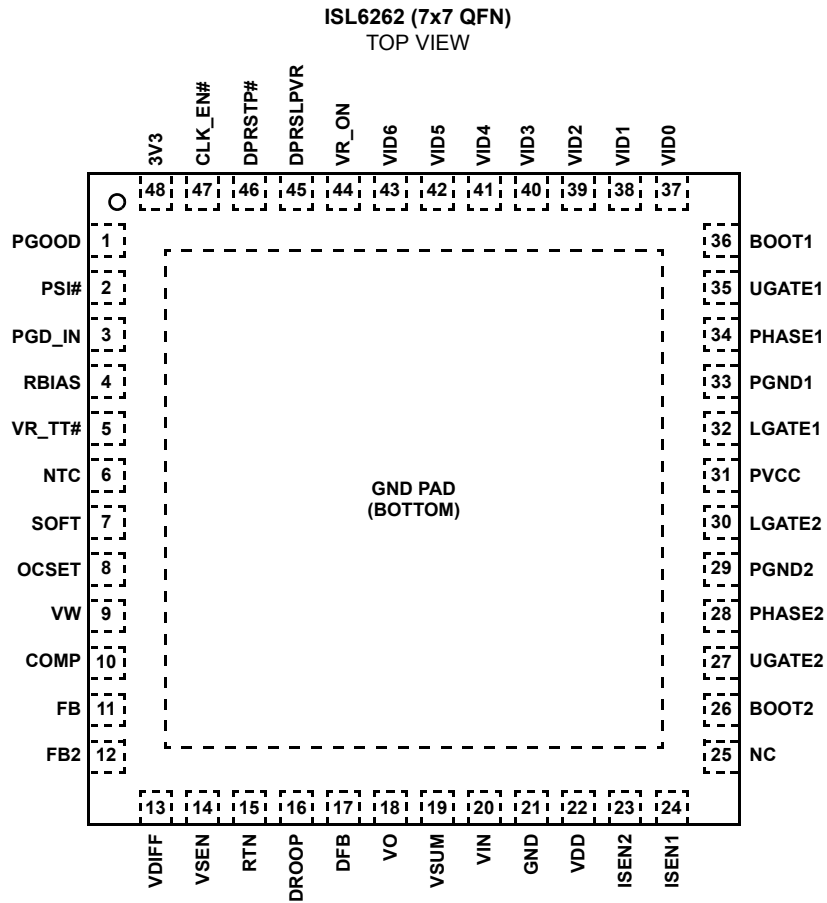 ISL6262 (7x7 QFN)
TOP VIEW
3V3
CLK_EN#
DPRSTP#
DPRSLPVR
VR_ON
VID6
VID5
VID4
VID3
VID2
VID1
VID0
48 47 46 45 44 43 42 41 40 39 38 37
PGOOD 1
PSI# 2
PGD_IN 3
RBIAS 4
VR_TT# 5
NTC 6
SOFT 7
OCSET 8
VW 9
COMP 10
FB 11
FB2 12
GND PAD
(BOTTOM)
36 BOOT1
35 UGATE1
34 PHASE1
33 PGND1
32 LGATE1
31 PVCC
30 LGATE2
29 PGND2
28 PHASE2
27 UGATE2
26 BOOT2
25 NC
13 14 15 16 17 18 19 20 21 22 23 24
VDIFF
VSEN
RTN
DROOP
DFB
VO
VSUM
VIN
GND
VDD
ISEN2
ISEN1